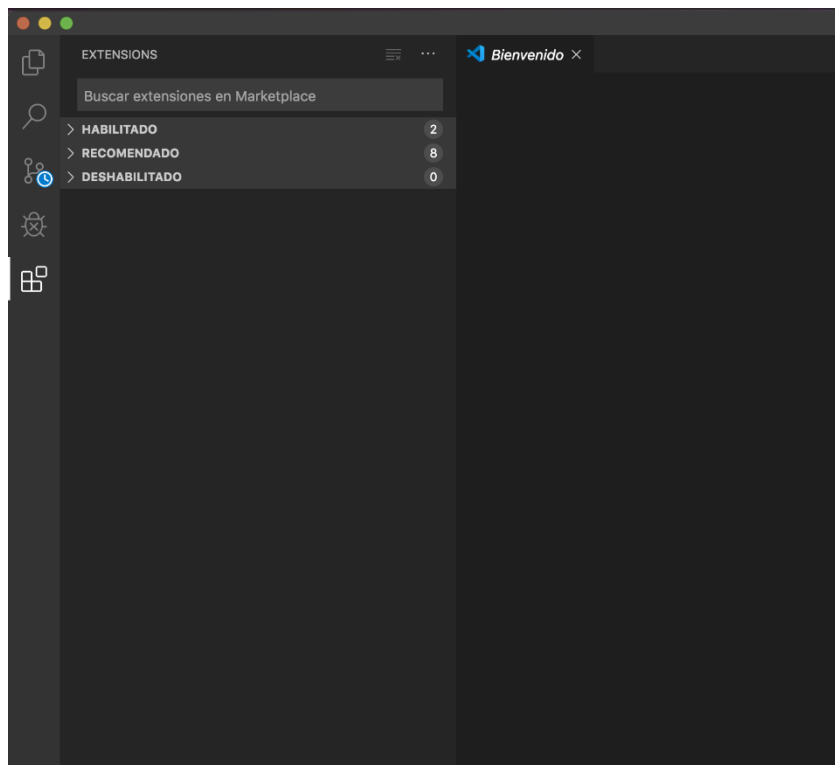 EXTENSIONS
Bienvenido
Buscar extensiones en Marketplace
HABILITADO 2
RECOMENDADO 8
DESHABILITADO 0